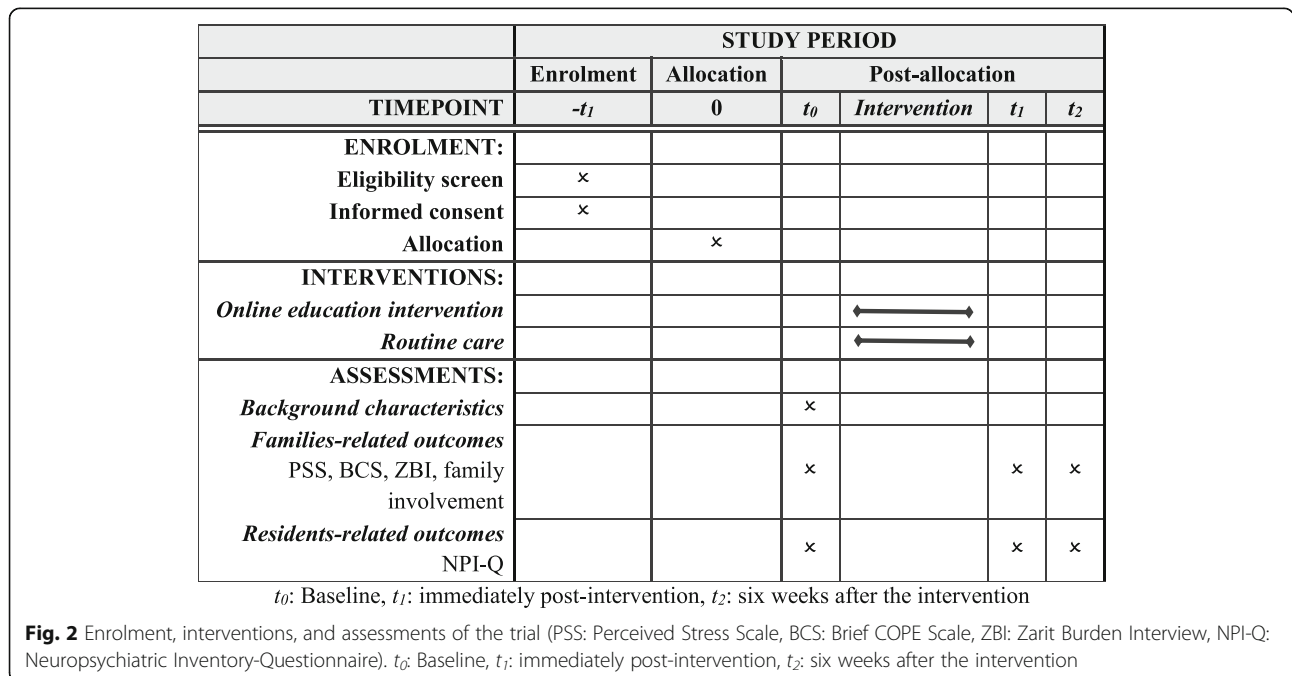 STUDY PERIOD
Enrolment Allocation Post-allocation
TIMEPOINT -t1 0 t0 Intervention t1 t2
ENROLMENT:
Eligibility screen x
Informed consent x
Allocation x
INTERVENTIONS:
Online education intervention
Routine care
ASSESSMENTS:
Background characteristics x
Families-related outcomes
PSS, BCS, ZBI, family x x x
involvement
Residents-related outcomes x x x
NPI-Q
t0: Baseline, t1: immediately post-intervention, t2: six weeks after the intervention
Fig. 2 Enrolment, interventions, and assessments of the trial (PSS: Perceived Stress Scale, BCS: Brief COPE Scale, ZBI: Zarit Burden Interview, NPI-Q:
Neuropsychiatric Inventory-Questionnaire). t0: Baseline, t1: immediately post-intervention, t2: six weeks after the intervention